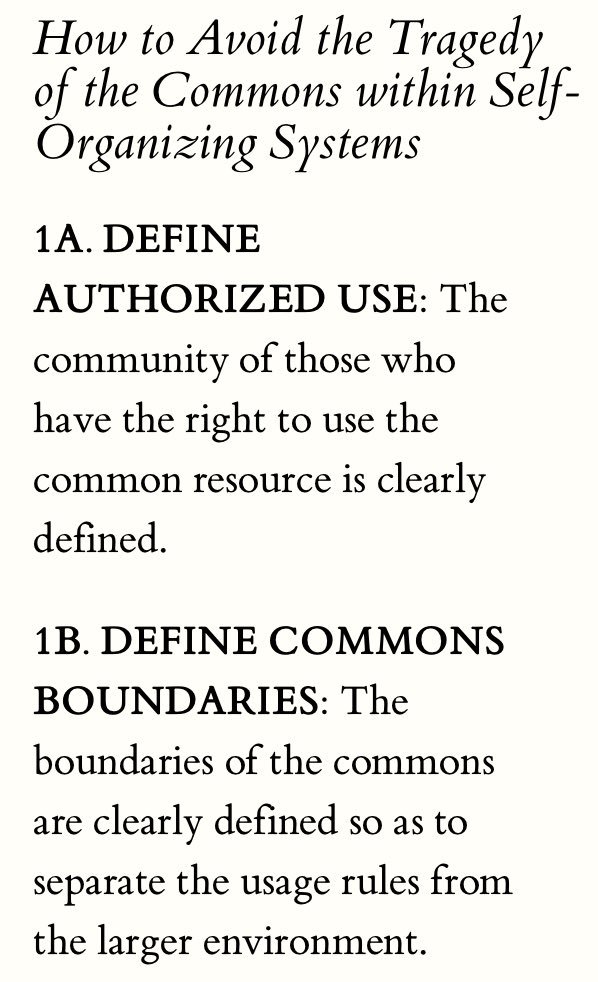 How to Avoid the Tragedy
of the Commons within Self-
Organizing Systems
1A. DEFINE
AUTHORIZED USE: The
community of those who
have the right to use the
common resource is clearly
defined.
1B. DEFINE COMMONS
BOUNDARIES: The
boundaries of the commons
are clearly defined so as to
separate the usage rules from
the larger environment.